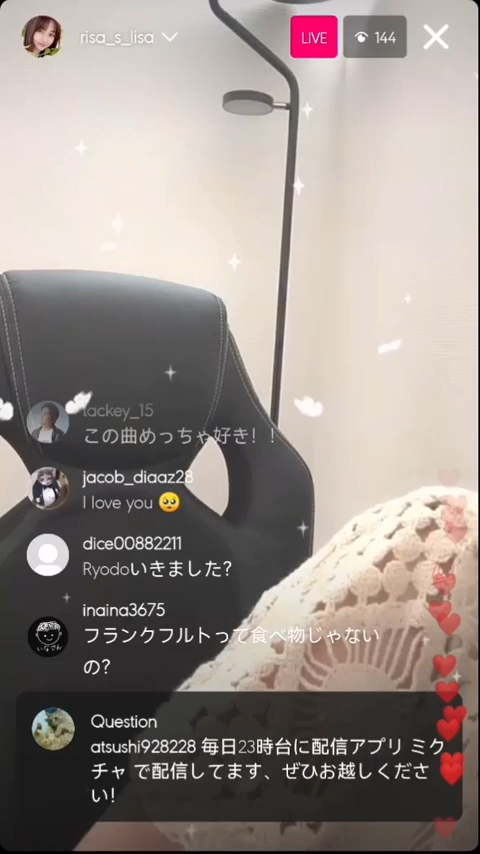 risa_s_iisa
LIVE
144
lackey_15
この曲めっちゃ好き！！
jacob_diaaz28
I love you 🥺
dice00882211
Ryodoいきました?
inaina3675
フランクフルトって食べ物じゃない
の?
Question
atsushi928228 毎日23時台に配信アプリ ミク
チャ で配信してます、ぜひお越しくださ
い!